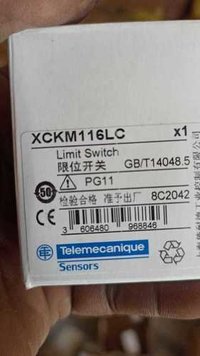 XCKM116LC x1
Limit Switch
限位开关 GB/T14048.5
50 PG11
检验合格 准予出厂 8C2042
3 606480 968846
Telemecanique
Sensors